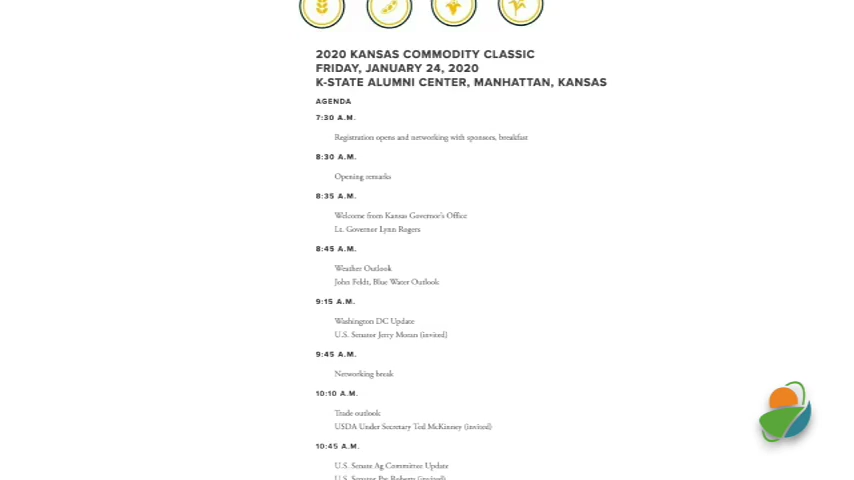 2020 KANSAS COMMODITY CLASSIC
FRIDAY, JANUARY 24, 2020
K-STATE ALUMNI CENTER, MANHATTAN, KANSAS
AGENDA
7:30 A.M.
Registration opens and networking with sponsors, breakfast
8:30 A.M.
Opening remarks
8:35 A.M.
Welcome from Kansas Governor's Office
Lt. Governor Lynn Rogers
8:45 A.M.
Weather Outlook
John Feldt, Blue Water Outlook
9:15 A.M.
Washington DC Update
U.S. Senator Jerry Moran (invited)
9:45 A.M.
Networking break
10:10 A.M.
Trade outlook
USDA Under Secretary Ted McKinney (invited)
10:45 A.M.
U.S. Senate Ag Committee Update
U.S. Senator Pat Roberts (invited)